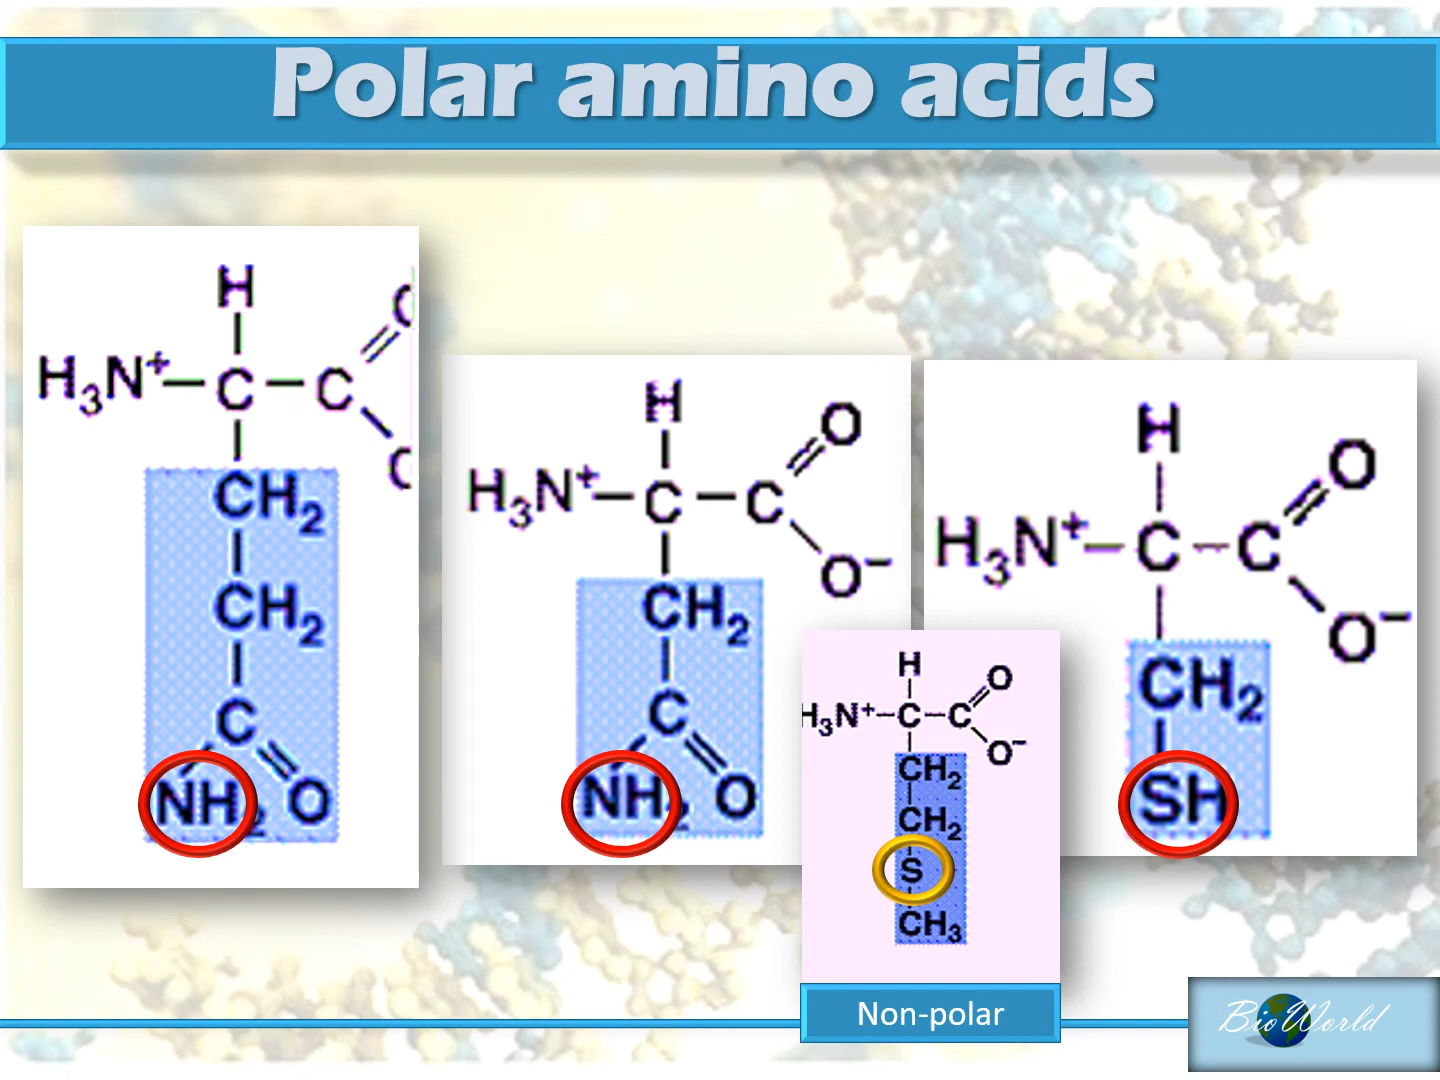 Polar amino acids
H
O
H₃N⁺ C C
O
CH₂
CH₂
C
NH₂ O
H
O
H₃N⁺ C C
O⁻
CH₂
C
NH₂ O
H
O
H₃N⁺ C C
O⁻
CH₂
SH
H
O
H₃N⁺ C C
O⁻
CH₂
CH₂
S
CH₃
Non-polar
BioWorld